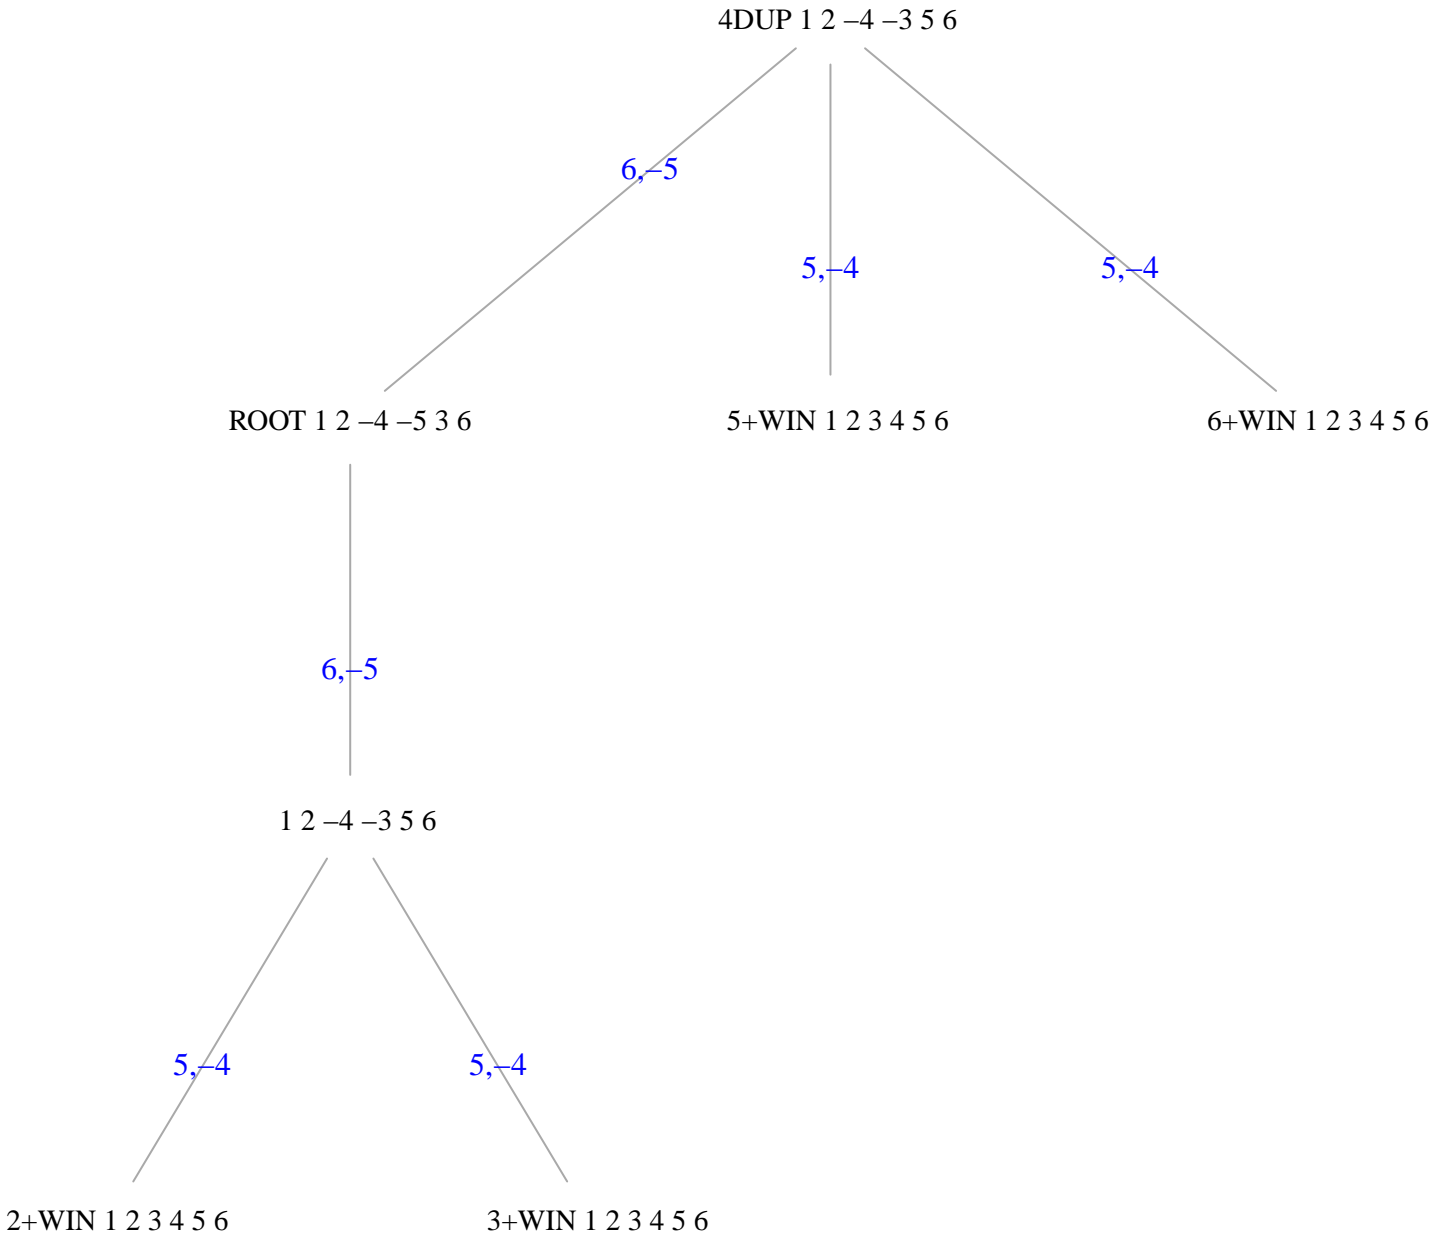 4DUP 1 2 –4 –3 5 6
6,–5
5,–4
5,–4
ROOT 1 2 –4 –5 3 6
5+WIN 1 2 3 4 5 6
6+WIN 1 2 3 4 5 6
6,–5
1 2 –4 –3 5 6
5,–4
5,–4
2+WIN 1 2 3 4 5 6
3+WIN 1 2 3 4 5 6